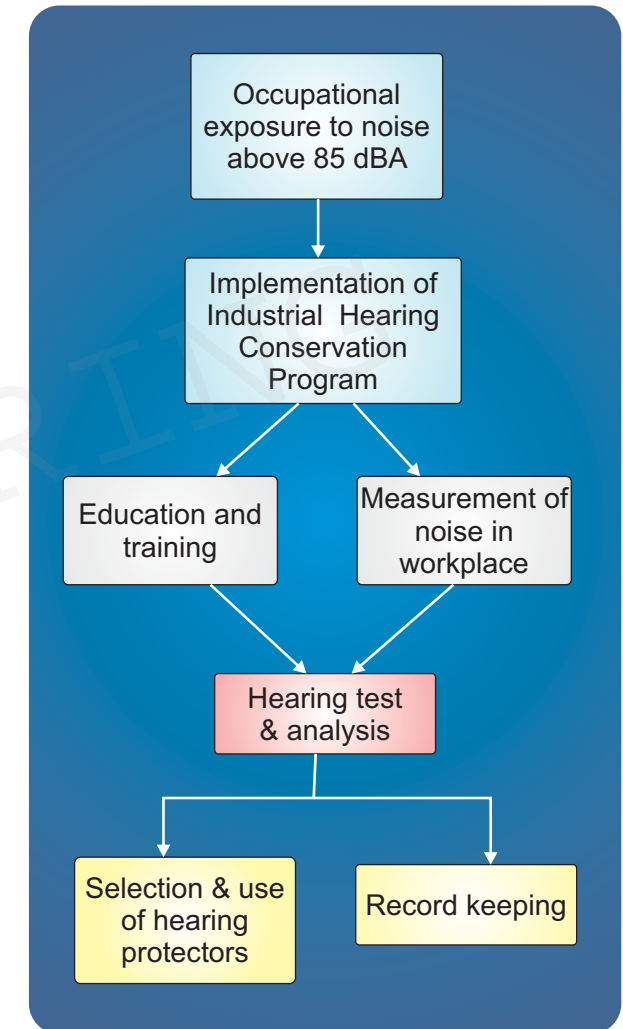 Occupational
exposure to noise
above 85 dBA
Implementation of
Industrial Hearing
Conservation
Program
Education and
training
Measurement of
noise in
workplace
Hearing test
& analysis
Selection & use
of hearing
protectors
Record keeping
RING